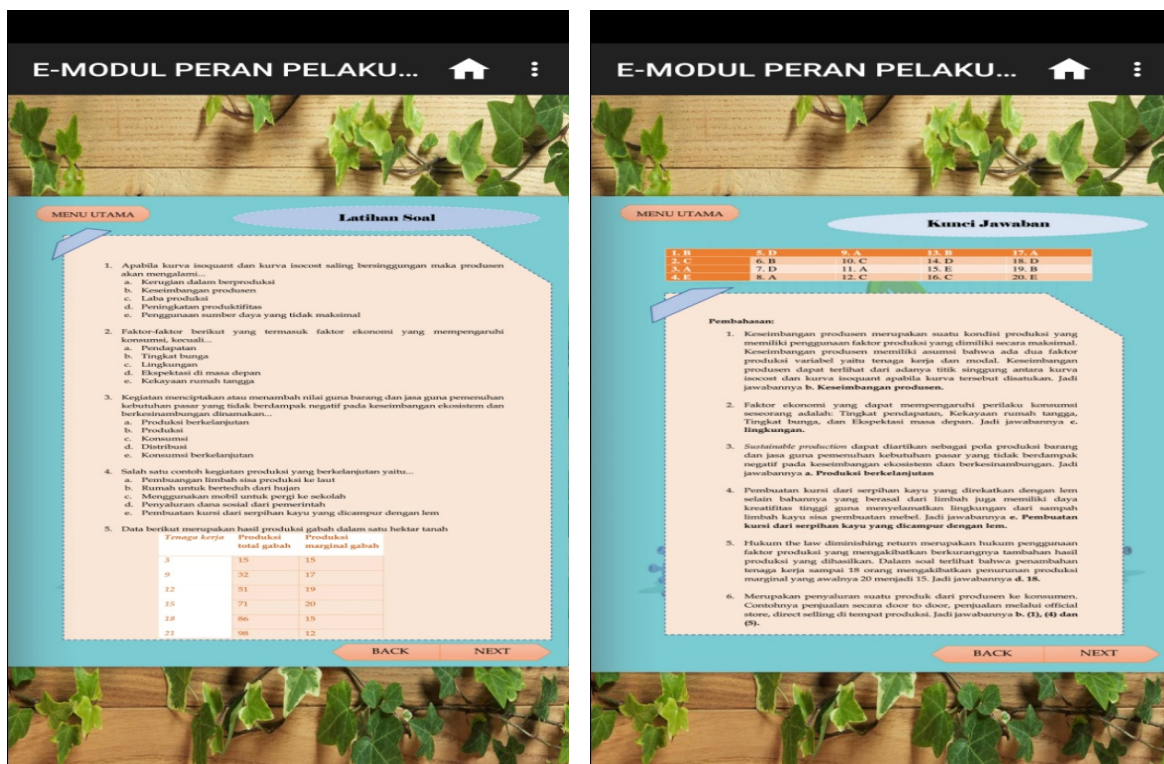 E-MODUL PERAN PELAKU...
MENU UTAMA
Latihan Soal
1. Apabila kurva isoquant dan kurva isocost saling bersinggungan maka produsen
akan mengalami...
a. Kerugian dalam berproduksi
b. Keseimbangan produsen
c. Laba produksi
d. Peningkatan produktifitas
e. Penggunaan sumber daya yang tidak maksimal
2. Faktor-faktor berikut yang termasuk faktor ekonomi yang mempengaruhi
konsumsi, kecuali...
a. Pendapatan
b. Tingkat bunga
c. Lingkungan
d. Ekspektasi di masa depan
e. Kekayaan rumah tangga
3. Kegiatan menciptakan atau menambah nilai guna barang dan jasa guna pemenuhan
kebutuhan pasar yang tidak berdampak negatif pada keseimbangan ekosistem dan
berkesinambungan dinamakan...
a. Produksi berkelanjutan
b. Produksi
c. Konsumsi
d. Distribusi
e. Konsumsi berkelanjutan
4. Salah satu contoh kegiatan produksi yang berkelanjutan yaitu...
a. Pembuangan limbah sisa produksi ke laut
b. Rumah untuk berteduh dari hujan
c. Menggunakan mobil untuk pergi ke sekolah
d. Penyaluran dana sosial dari pemerintah
e. Pembuatan kursi dari serpihan kayu yang dicampur dengan lem
5. Data berikut merupakan hasil produksi gabah dalam satu hektar tanah
Tenaga kerja Produksi total gabah Produksi marginal gabah
3 15 15
9 32 17
12 51 19
15 71 20
18 86 15
21 98 12
BACK NEXT
E-MODUL PERAN PELAKU...
MENU UTAMA
Kunci Jawaban
1. B 5. D 9. A 13. B 17. A
2. C 6. B 10. C 14. D 18. D
3. A 7. D 11. A 15. E 19. B
4. E 8. A 12. C 16. C 20. E
Pembahasan:
1. Keseimbangan produsen merupakan suatu kondisi produksi yang
memiliki penggunaan faktor produksi yang dimiliki secara maksimal.
Keseimbangan produsen memiliki asumsi bahwa ada dua faktor
produksi variabel yaitu tenaga kerja dan modal. Keseimbangan
produsen dapat terlihat dari adanya titik singgung antara kurva
isocost dan kurva isoquant apabila kurva tersebut disatukan. Jadi
jawabannya b. Keseimbangan produsen.
2. Faktor ekonomi yang dapat mempengaruhi perilaku konsumsi
seseorang adalah: Tingkat pendapatan, Kekayaan rumah tangga,
Tingkat bunga, dan Ekspektasi masa depan. Jadi jawabannya c.
lingkungan.
3. Sustainable production dapat diartikan sebagai pola produksi barang
dan jasa guna pemenuhan kebutuhan pasar yang tidak berdampak
negatif pada keseimbangan ekosistem dan berkesinambungan. Jadi
jawabannya a. Produksi berkelanjutan
4. Pembuatan kursi dari serpihan kayu yang direkatkan dengan lem
selain bahannya yang berasal dari limbah juga memiliki daya
kreatifitas tinggi guna menyelamatkan lingkungan dari sampah
limbah kayu sisa pembuatan mebel. Jadi jawabannya e. Pembuatan
kursi dari serpihan kayu yang dicampur dengan lem.
5. Hukum the law diminishing return merupakan hukum penggunaan
faktor produksi yang mengakibatkan berkurangnya tambahan hasil
produksi yang dihasilkan. Dalam soal terlihat bahwa penambahan
tenaga kerja sampai 18 orang mengakibatkan penurunan produksi
marginal yang awalnya 20 menjadi 15. Jadi jawabannya d. 18.
6. Merupakan penyaluran suatu produk dari produsen ke konsumen.
Contohnya penjualan secara door to door, penjualan melalui official
store, direct selling di tempat produksi. Jadi jawabannya b. (1), (4) dan
(5).
BACK NEXT